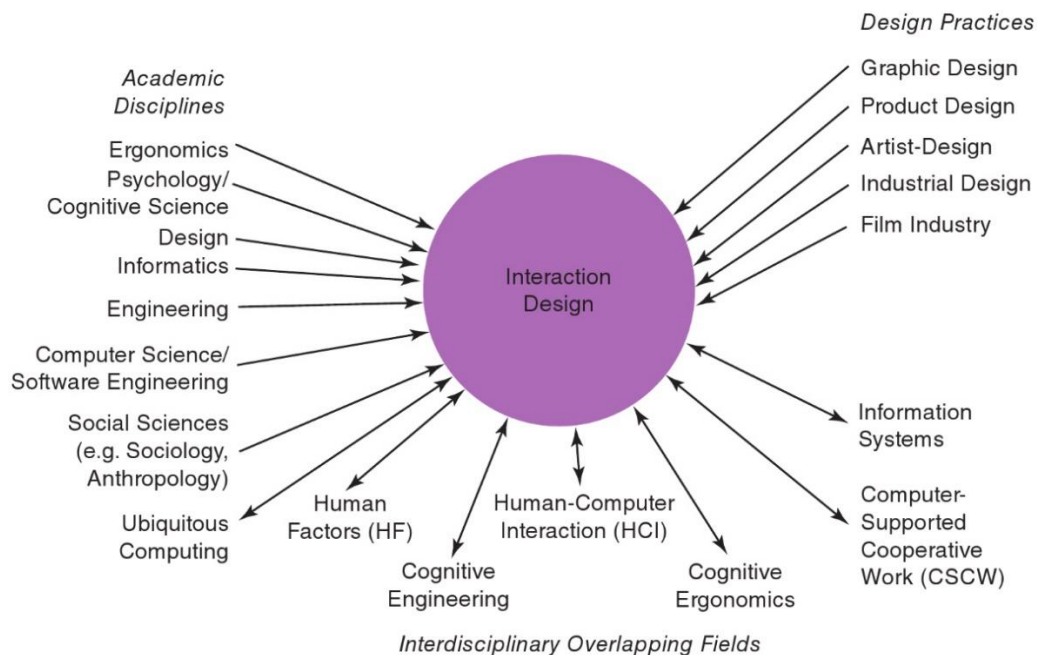 Design Practices
Graphic Design
Product Design
Artist-Design
Industrial Design
Film Industry
Academic
Disciplines
Ergonomics
Psychology/
Cognitive Science
Design
Informatics
Engineering
Computer Science/
Software Engineering
Social Sciences
(e.g. Sociology,
Anthropology)
Ubiquitous
Computing
Interaction
Design
Human
Factors (HF)
Cognitive
Engineering
Human-Computer
Interaction (HCI)
Cognitive
Ergonomics
Information
Systems
Computer-
Supported
Cooperative
Work (CSCW)
Interdisciplinary Overlapping Fields